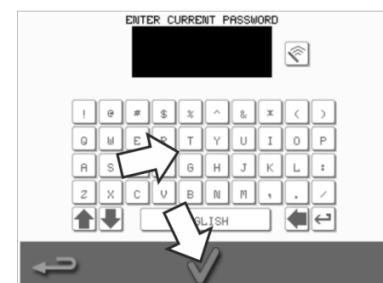 ENTER CURRENT PASSWORD
! @ # $ % ^ & * ( )
Q W E T Y U I O P
A S G H J K L :
Z X C V B N M , . /
GLISH